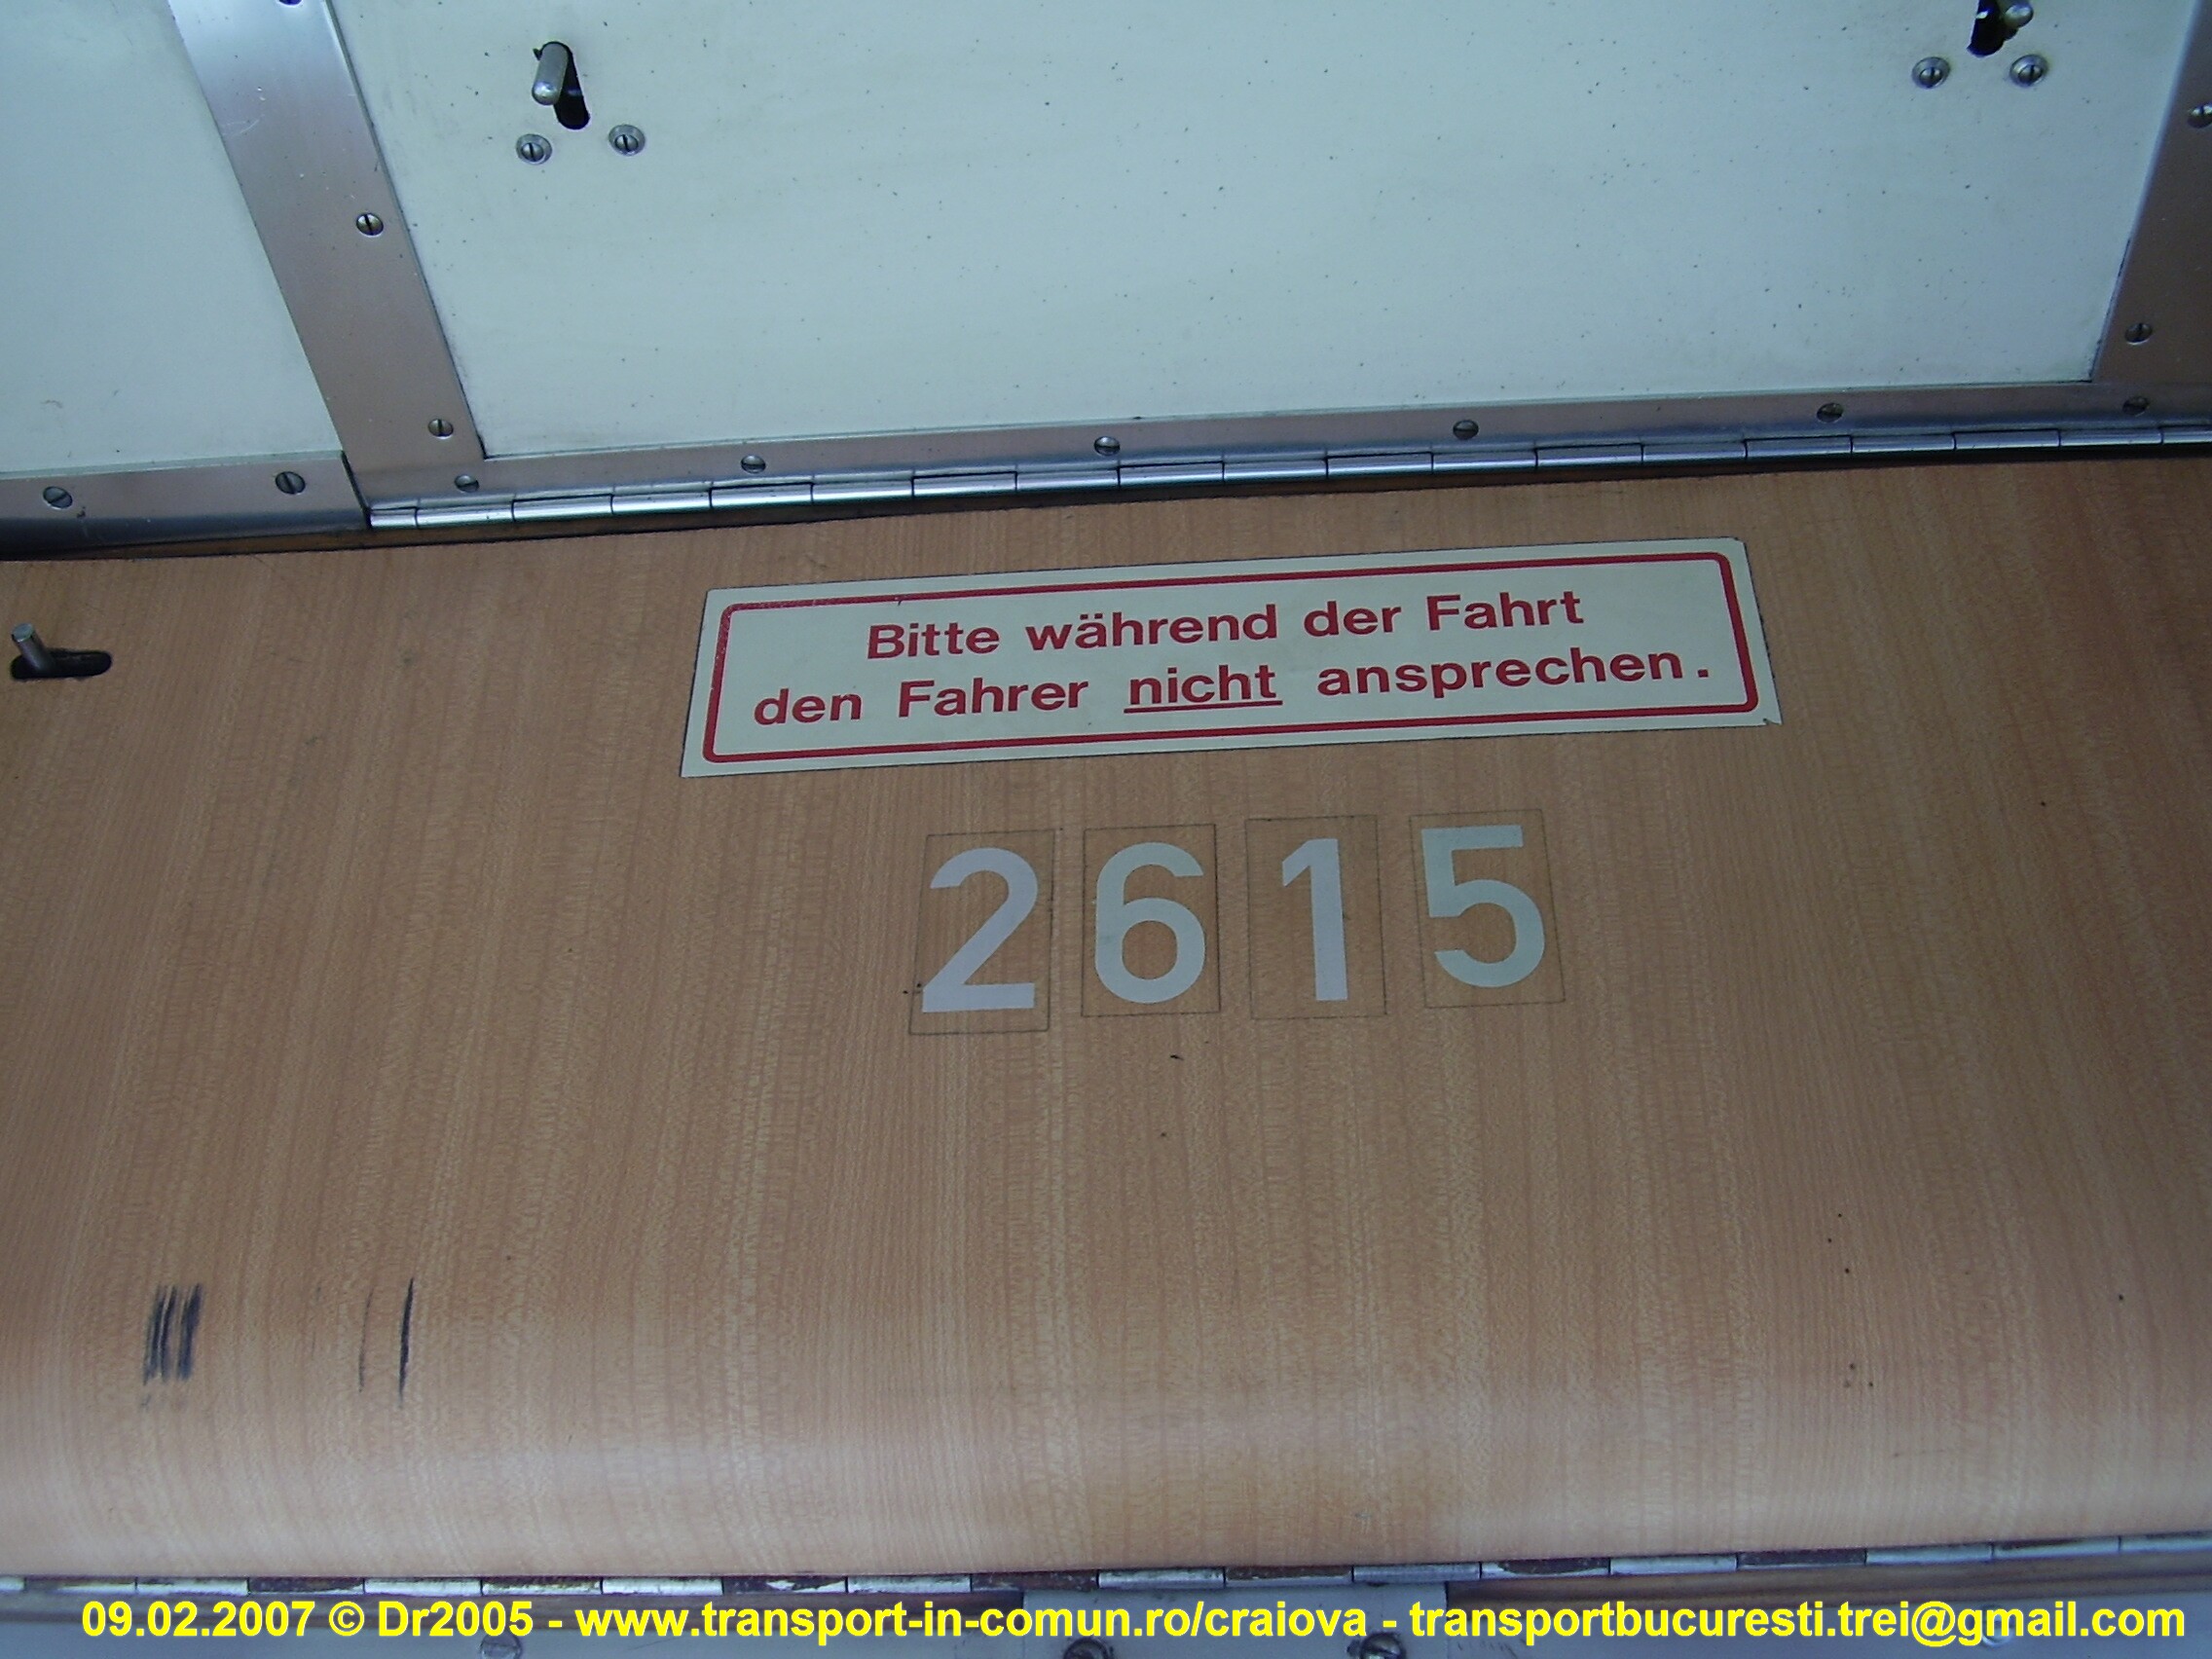 Bitte während der Fahrt
den Fahrer nicht ansprechen.
2615
09.02.2007 © Dr2005 - www.transport-in-comun.ro/craiova - transportbucuresti.trei@gmail.com